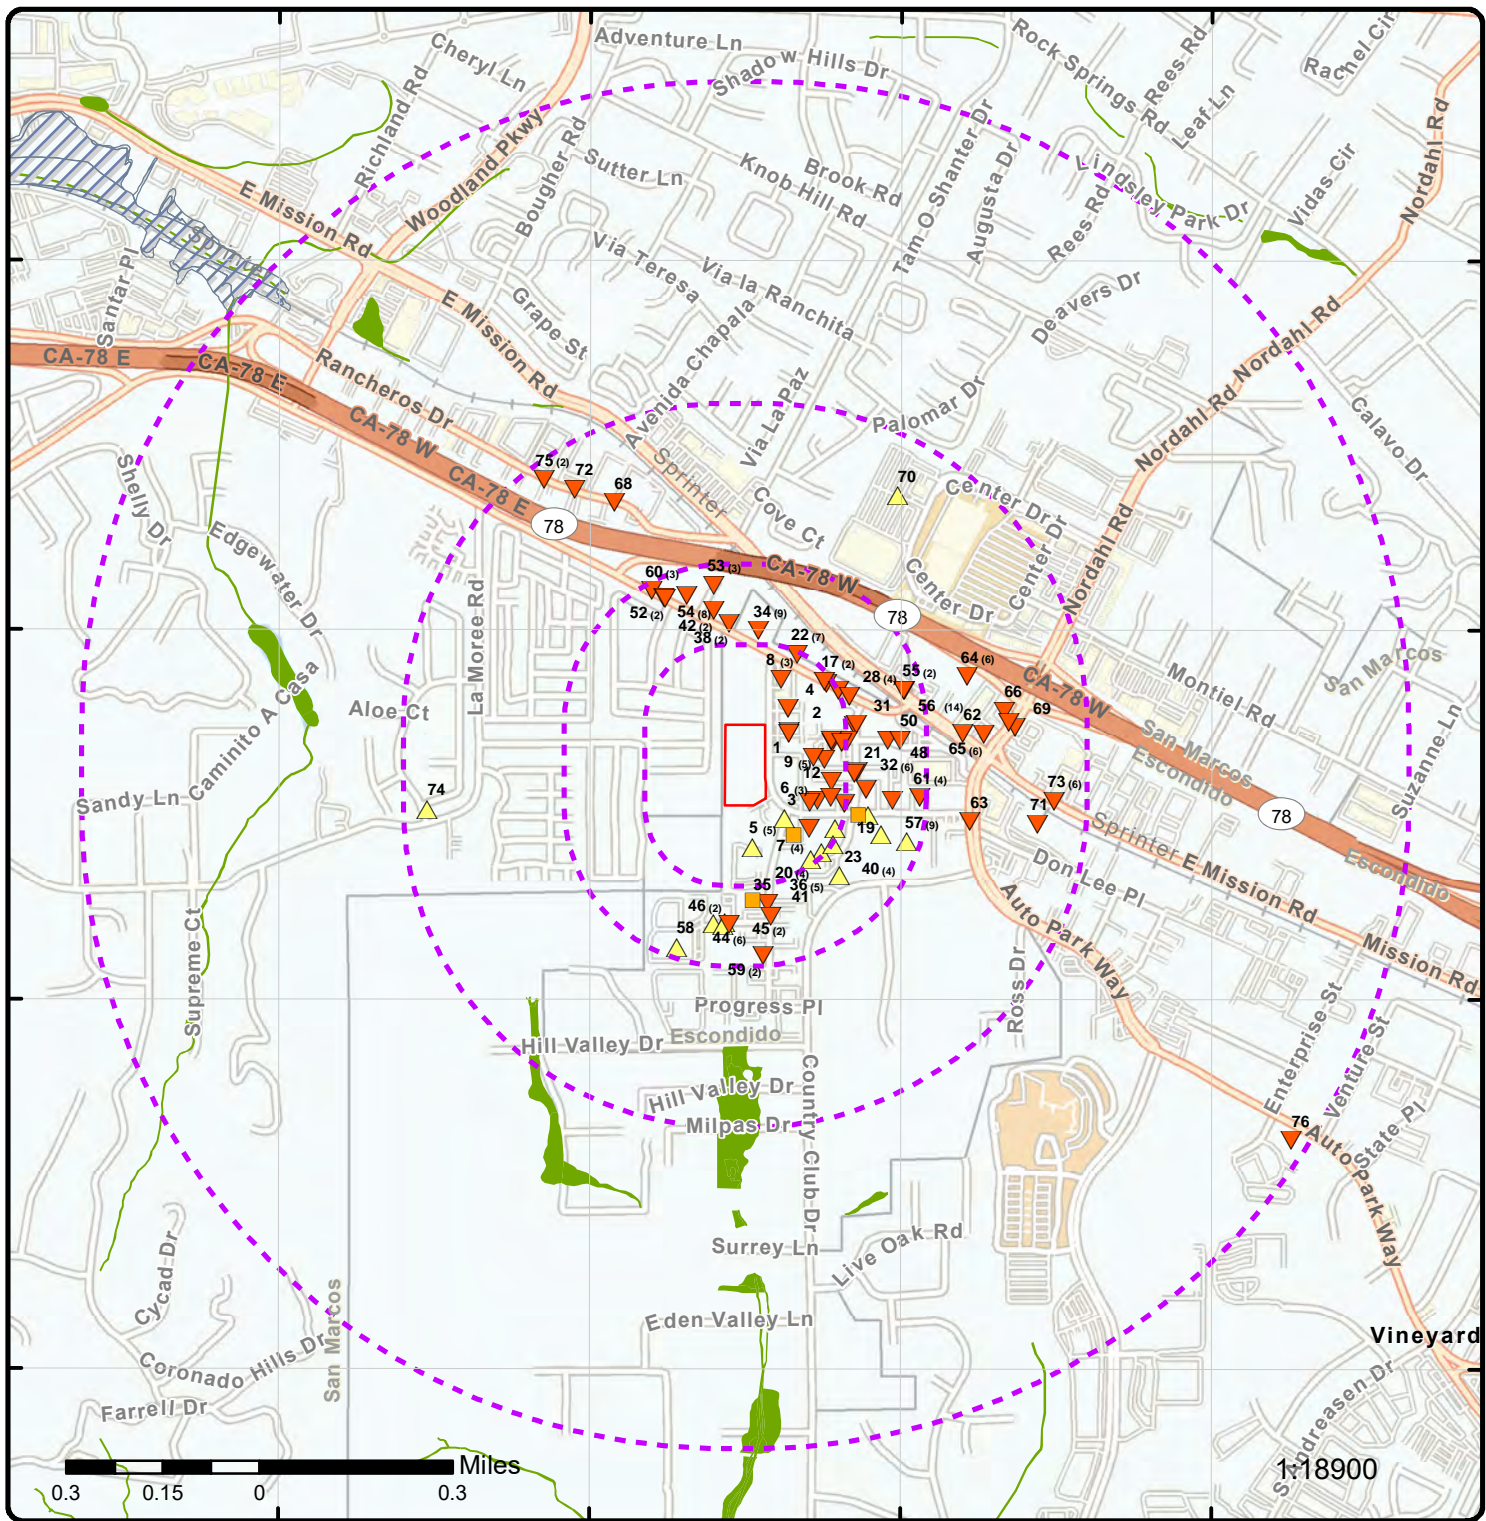 Adventure Ln
Cheryl Ln
Shadow Hills Dr
Rock Springs Rd
Rees Rd
Rachel Cir
Richland Rd
Woodland Pkwy
Bougher Rd
Leaf Ln
Sutter Ln
Knob Hill Rd
Brook Rd
Tam O Shanter Dr
Augusta Dr
Rees Rd
Lindsley Park Dr
Vidas Cir
Nordahl Rd
E Mission Rd
Sprinter
Santar Pl
Via Teresa
Via la Ranchita
Deavers Dr
E Mission Rd
Grape St
Avenida Chapala
Nordahl Rd
CA-78 E
CA-78 E
Rancheros Dr
CA-78 W
Via La Paz
Palomar Dr
Nordahl Rd
Calavo Dr
Shelly Dr
CA-78 E
75 (2)
72
68
78
Sprinter
Cove Ct
70
Center Dr
Center Dr
Nordahl Rd
Edgewater Dr
La Moree Rd
60 (3)
53 (3)
CA-78 W
Center Dr
52 (2)
54 (8)
42 (2)
38 (2)
34 (9)
78
22 (7)
8 (3)
17 (2)
28 (4)
55 (2)
64 (6)
CA-78 W
Montiel Rd
San Marcos
Caminito A Casa
Aloe Ct
4
2
31
56 (14)
50
62
66
69
San Marcos
Escondido
Suzanne Ln
1
9 (5)
21
48
65 (6)
12
32 (6)
61 (4)
73 (6)
Sandy Ln
74
6 (3)
3
63
71
78
5 (5)
19
57 (9)
Sprinter
E Mission Rd
7 (4)
23
20 (4)
40 (4)
Don Lee Pl
Escondido
35
36 (5)
41
46 (2)
58
44 (6)
45 (2)
59 (2)
Auto Park Way
Mission Rd
Supreme Ct
Ross Dr
Progress Pl
Escondido
Enterprise St
Venture St
Hill Valley Dr
Hill Valley Dr
Milpas Dr
Country Club Dr
76
State Pl
Auto Park Way
Surrey Ln
Live Oak Rd
Cycad Dr
San Marcos
Eden Valley Ln
Vineyard
Coronado Hills Dr
Farrell Dr
S Andreasen Dr
Miles
0.3
0.15
0
0.3
1:18900